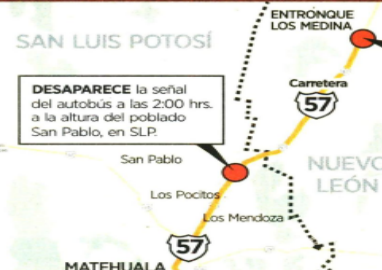 ENTRONQUE
LOS MEDINA
SAN LUIS POTOSÍ
DESAPARECE la señal
del autobús a las 2:00 hrs.
a la altura del poblado
San Pablo, en SLP.
Carretera
57
San Pablo
NUEVO
LEÓN
Los Pocitos
Los Mendoza
57
MATEHUALA